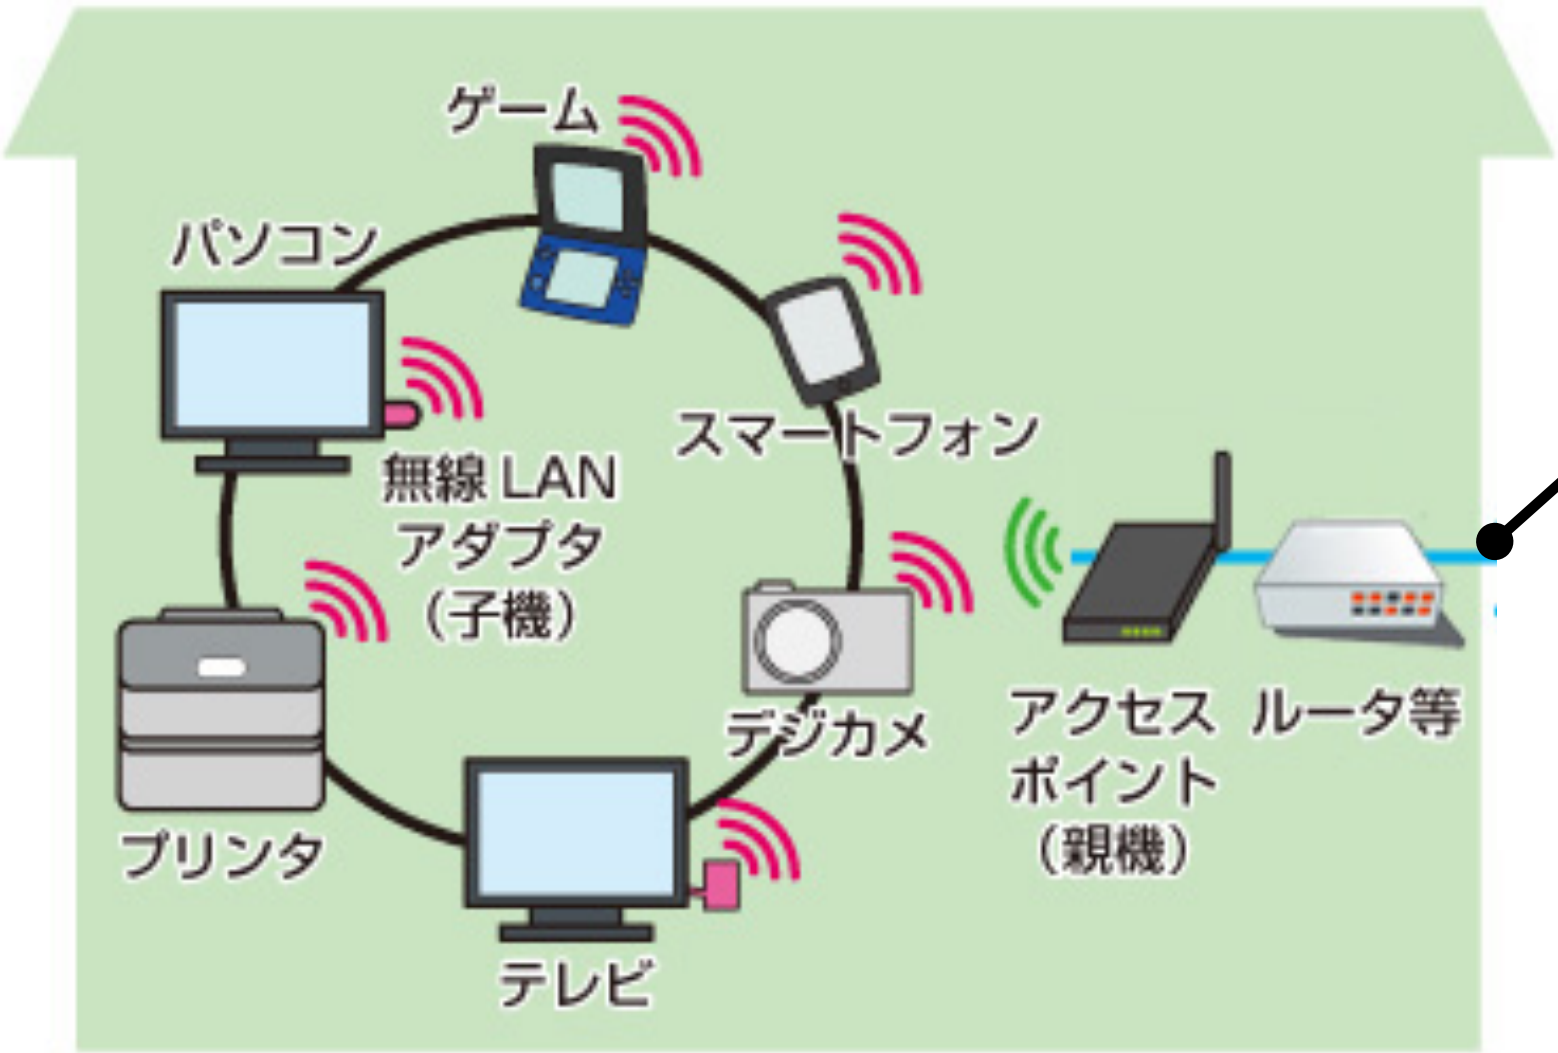 ゲーム
パソコン
スマートフォン
無線 LAN
アダプタ
（子機）
デジカメ
プリンタ
テレビ
アクセス
ポイント
（親機）
ルータ等